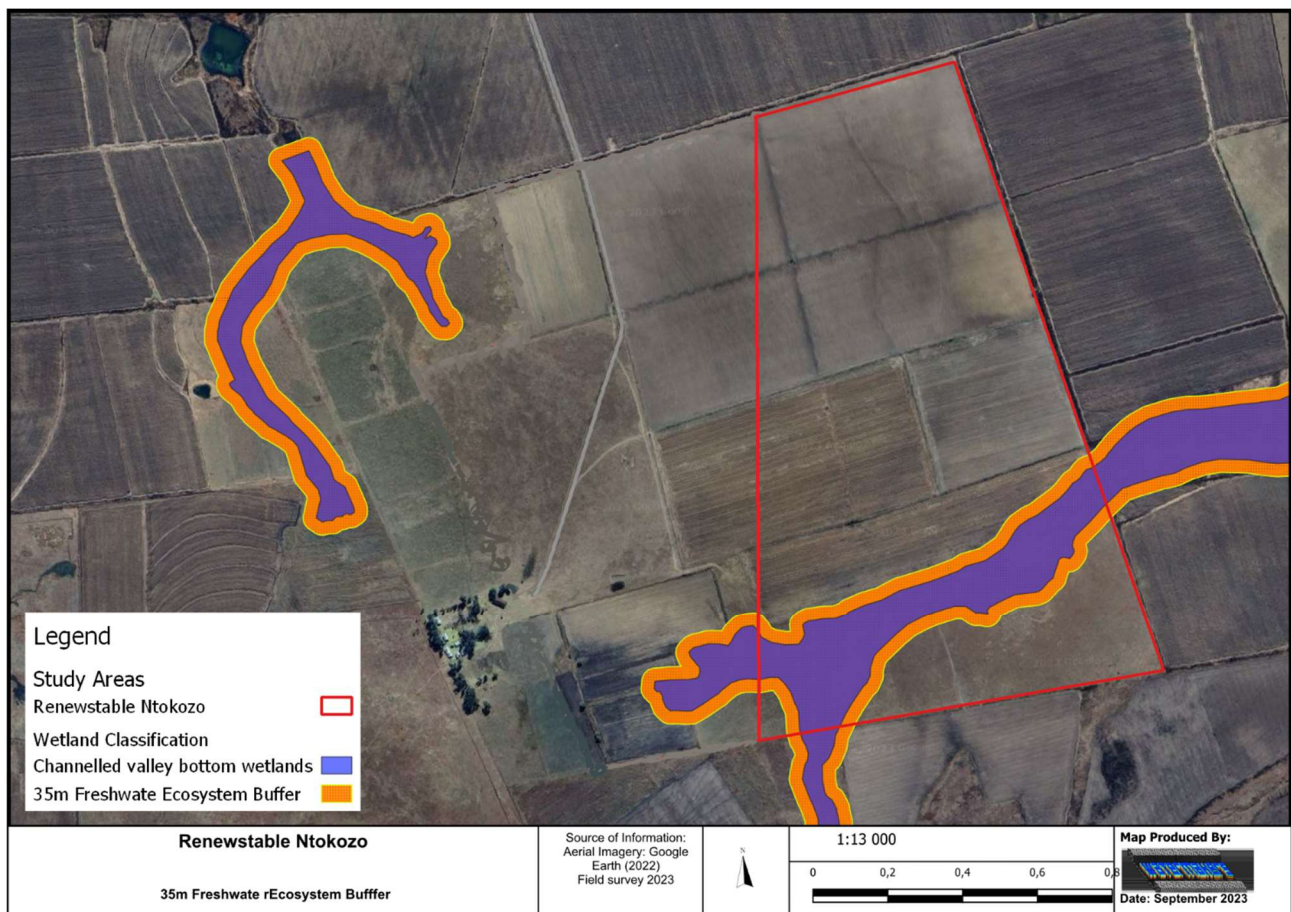 Legend
Study Areas
Renewstable Ntokozo
Wetland Classification
Channelled valley bottom wetlands
35m Freshwate Ecosystem Buffer
Renewstable Ntokozo
35m Freshwate rEcosystem Bufffer
Source of Information:
Aerial Imagery: Google
Earth (2022)
Field survey 2023
N
1:13 000
0 0,2 0,4 0,6 0,8
Map Produced By:
Date: September 2023